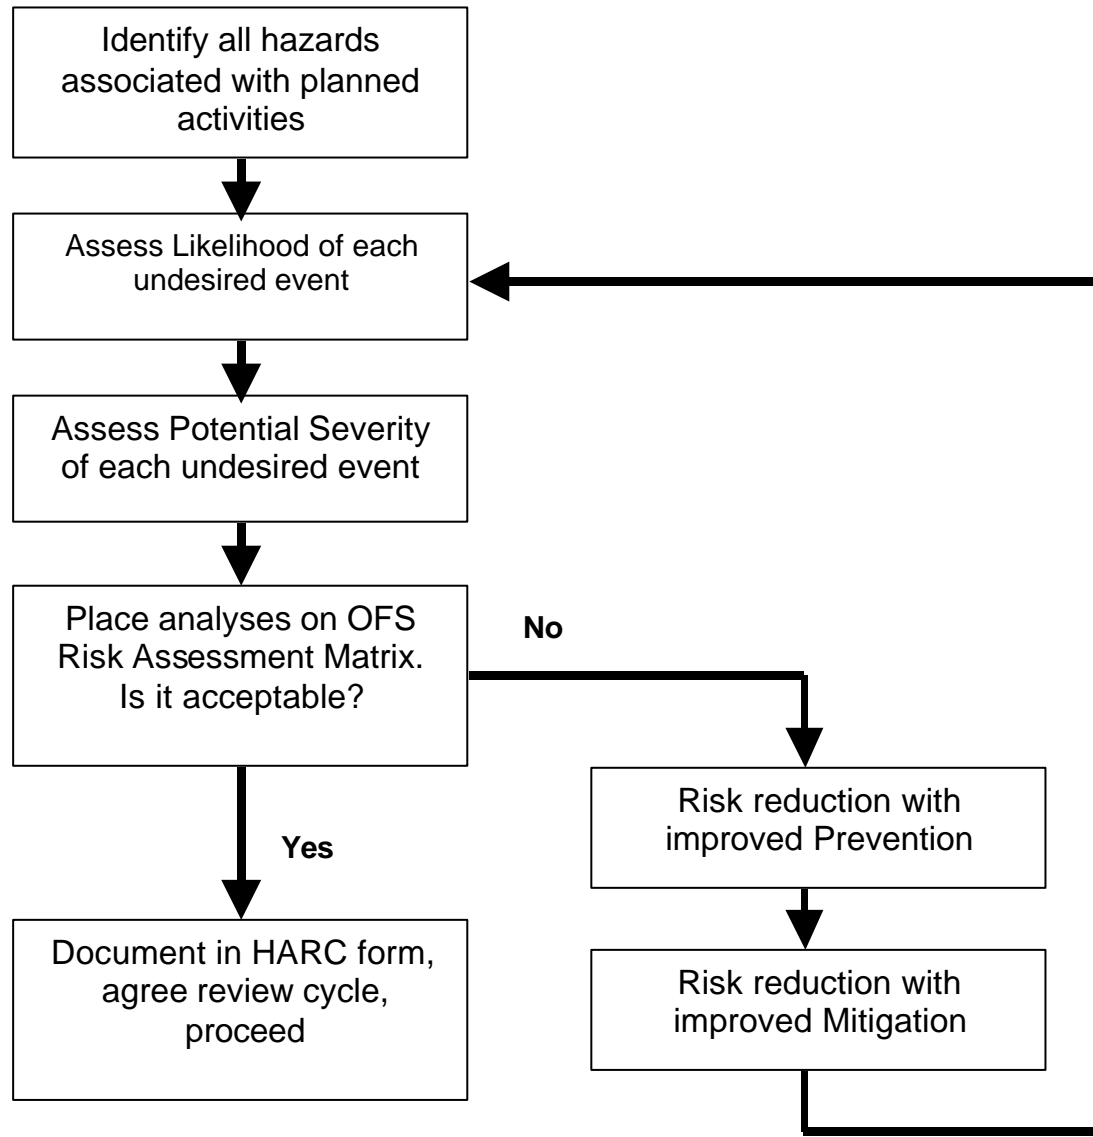 Identify all hazards
associated with planned
activities
Assess Likelihood of each
undesired event
Assess Potential Severity
of each undesired event
Place analyses on OFS
Risk Assessment Matrix.
Is it acceptable?
No
Risk reduction with
improved Prevention
Yes
Document in HARC form,
agree review cycle,
proceed
Risk reduction with
improved Mitigation